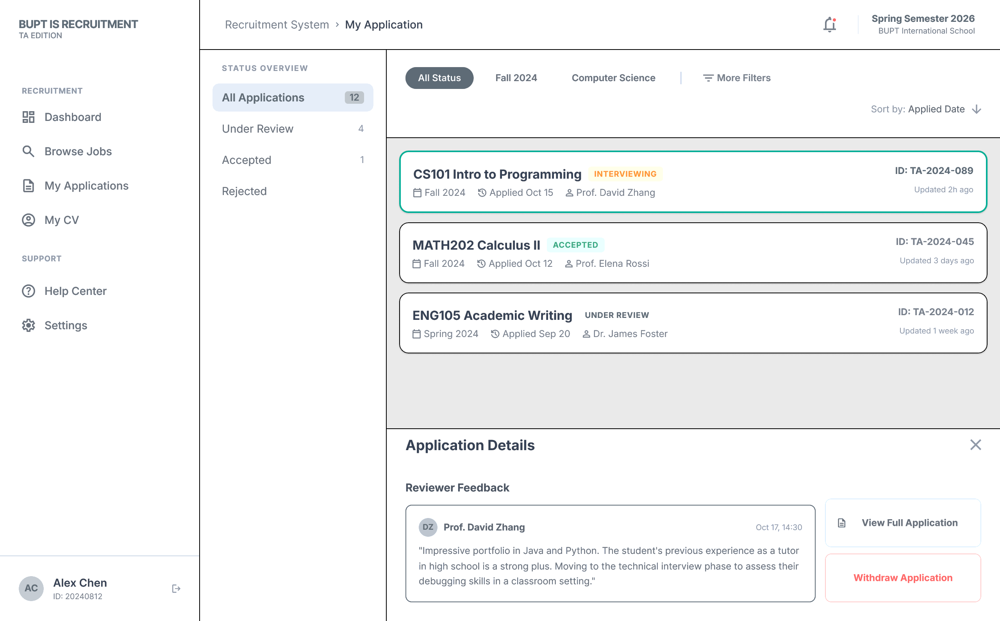 BUPT IS RECRUITMENT
TA EDITION
RECRUITMENT
Dashboard
Browse Jobs
My Applications
My CV
SUPPORT
Help Center
Settings
AC
Alex Chen
ID: 20240812
Recruitment System › My Application
Spring Semester 2026
BUPT International School
STATUS OVERVIEW
All Applications 12
Under Review 4
Accepted 1
Rejected
All Status Fall 2024 Computer Science More Filters
Sort by: Applied Date
CS101 Intro to Programming INTERVIEWING
ID: TA-2024-089
Fall 2024 Applied Oct 15 Prof. David Zhang
Updated 2h ago
MATH202 Calculus II ACCEPTED
ID: TA-2024-045
Fall 2024 Applied Oct 12 Prof. Elena Rossi
Updated 3 days ago
ENG105 Academic Writing UNDER REVIEW
ID: TA-2024-012
Spring 2024 Applied Sep 20 Dr. James Foster
Updated 1 week ago
Application Details
Reviewer Feedback
DZ Prof. David Zhang Oct 17, 14:30
"Impressive portfolio in Java and Python. The student's previous experience as a tutor
in high school is a strong plus. Moving to the technical interview phase to assess their
debugging skills in a classroom setting."
View Full Application
Withdraw Application